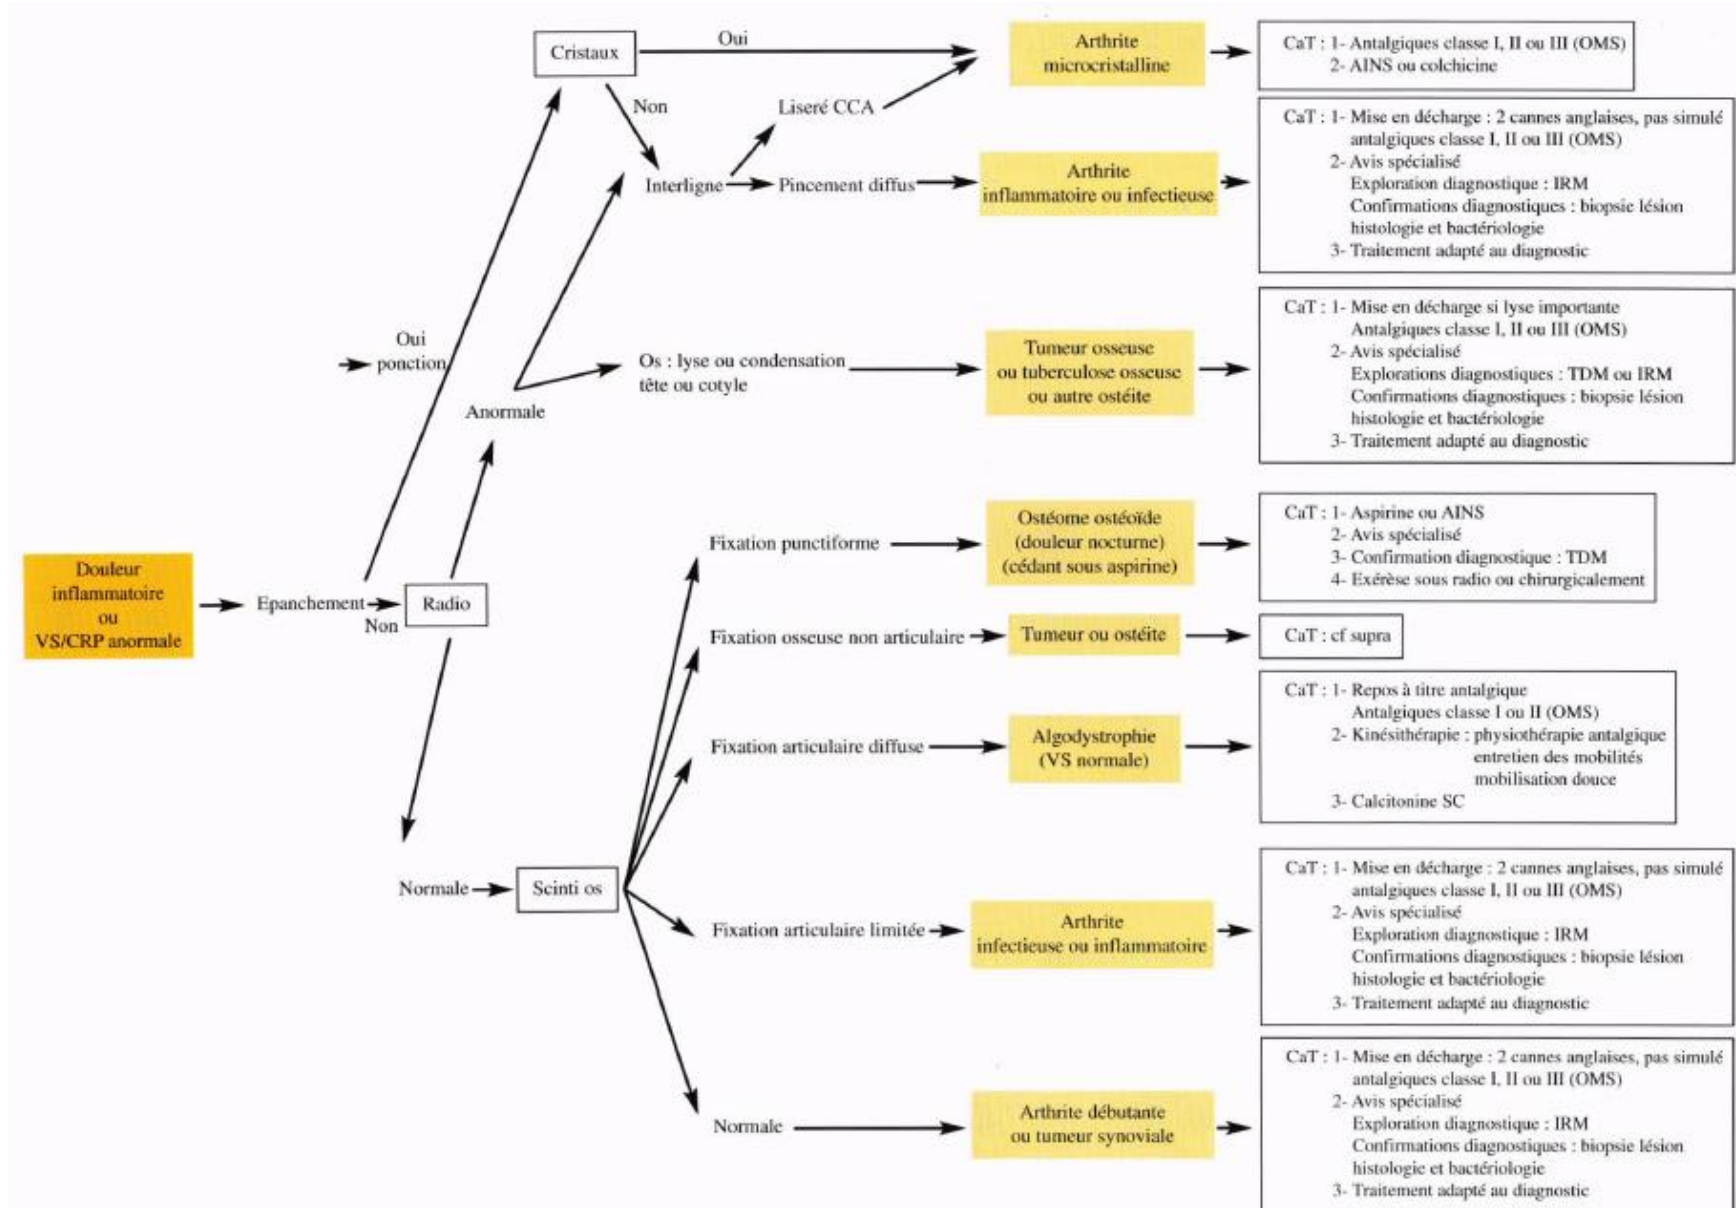 Cristaux
Oui
Arthrite
microcristalline
CaT : 1- Antalgiques classe I, II ou III (OMS)
2- AINS ou colchicine
Non
Liseré CCA
Interligne
Pincement diffus
Arthrite
inflammatoire ou infectieuse
CaT : 1- Mise en décharge : 2 cannes anglaises, pas simulé
antalgiques classe I, II ou III (OMS)
2- Avis spécialisé
Exploration diagnostique : IRM
Confirmations diagnostiques : biopsie lésion
histologie et bactériologie
3- Traitement adapté au diagnostic
Oui
ponction
Anormale
Os : lyse ou condensation
tête ou cotyle
Tumeur osseuse
ou tuberculose osseuse
ou autre ostéite
CaT : 1- Mise en décharge si lyse importante
Antalgiques classe I, II ou III (OMS)
2- Avis spécialisé
Explorations diagnostiques : TDM ou IRM
Confirmations diagnostiques : biopsie lésion
histologie et bactériologie
3- Traitement adapté au diagnostic
Douleur
inflammatoire
ou
VS/CRP anormale
Epanchement
Non
Radio
Fixation punctiforme
Ostéome ostéoïde
(douleur nocturne)
(cédant sous aspirine)
CaT : 1- Aspirine ou AINS
2- Avis spécialisé
3- Confirmation diagnostique : TDM
4- Exérèse sous radio ou chirurgicalement
Fixation osseuse non articulaire
Tumeur ou ostéite
CaT : cf supra
Fixation articulaire diffuse
Algodystrophie
(VS normale)
CaT : 1- Repos à titre antalgique
Antalgiques classe I ou II (OMS)
2- Kinésithérapie : physiothérapie antalgique
entretien des mobilités
mobilisation douce
3- Calcitonine SC
Normale
Scinti os
Fixation articulaire limitée
Arthrite
infectieuse ou inflammatoire
CaT : 1- Mise en décharge : 2 cannes anglaises, pas simulé
antalgiques classe I, II ou III (OMS)
2- Avis spécialisé
Exploration diagnostique : IRM
Confirmations diagnostiques : biopsie lésion
histologie et bactériologie
3- Traitement adapté au diagnostic
Normale
Arthrite débutante
ou tumeur synoviale
CaT : 1- Mise en décharge : 2 cannes anglaises, pas simulé
antalgiques classe I, II ou III (OMS)
2- Avis spécialisé
Exploration diagnostique : IRM
Confirmations diagnostiques : biopsie lésion
histologie et bactériologie
3- Traitement adapté au diagnostic